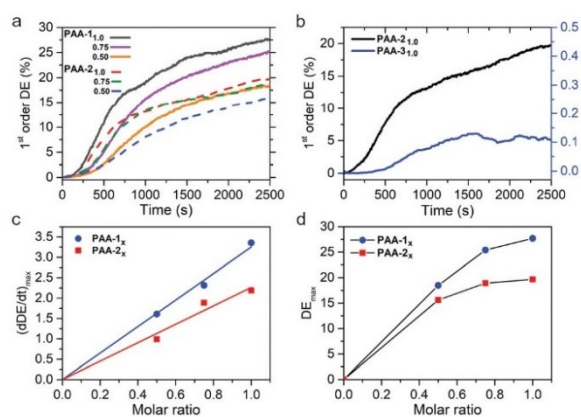 a
PAA-1 1.0
0.75
0.50
PAA-2 1.0
0.75
0.50
1st order DE (%)
30
25
20
15
10
5
0
0 500 1000 1500 2000 2500
Time (s)
b
PAA-2 1.0
PAA-3 1.0
1st order DE (%)
20
15
10
5
0
0.5
0.4
0.3
0.2
0.1
0.0
0 500 1000 1500 2000 2500
Time (s)
c
PAA-1x
PAA-2x
(dDE/dt)max
3.5
3.0
2.5
2.0
1.5
1.0
0.5
0.0
0.0 0.2 0.4 0.6 0.8 1.0
Molar ratio
d
PAA-1x
PAA-2x
DEmax
30
25
20
15
10
5
0
0.0 0.2 0.4 0.6 0.8 1.0
Molar ratio